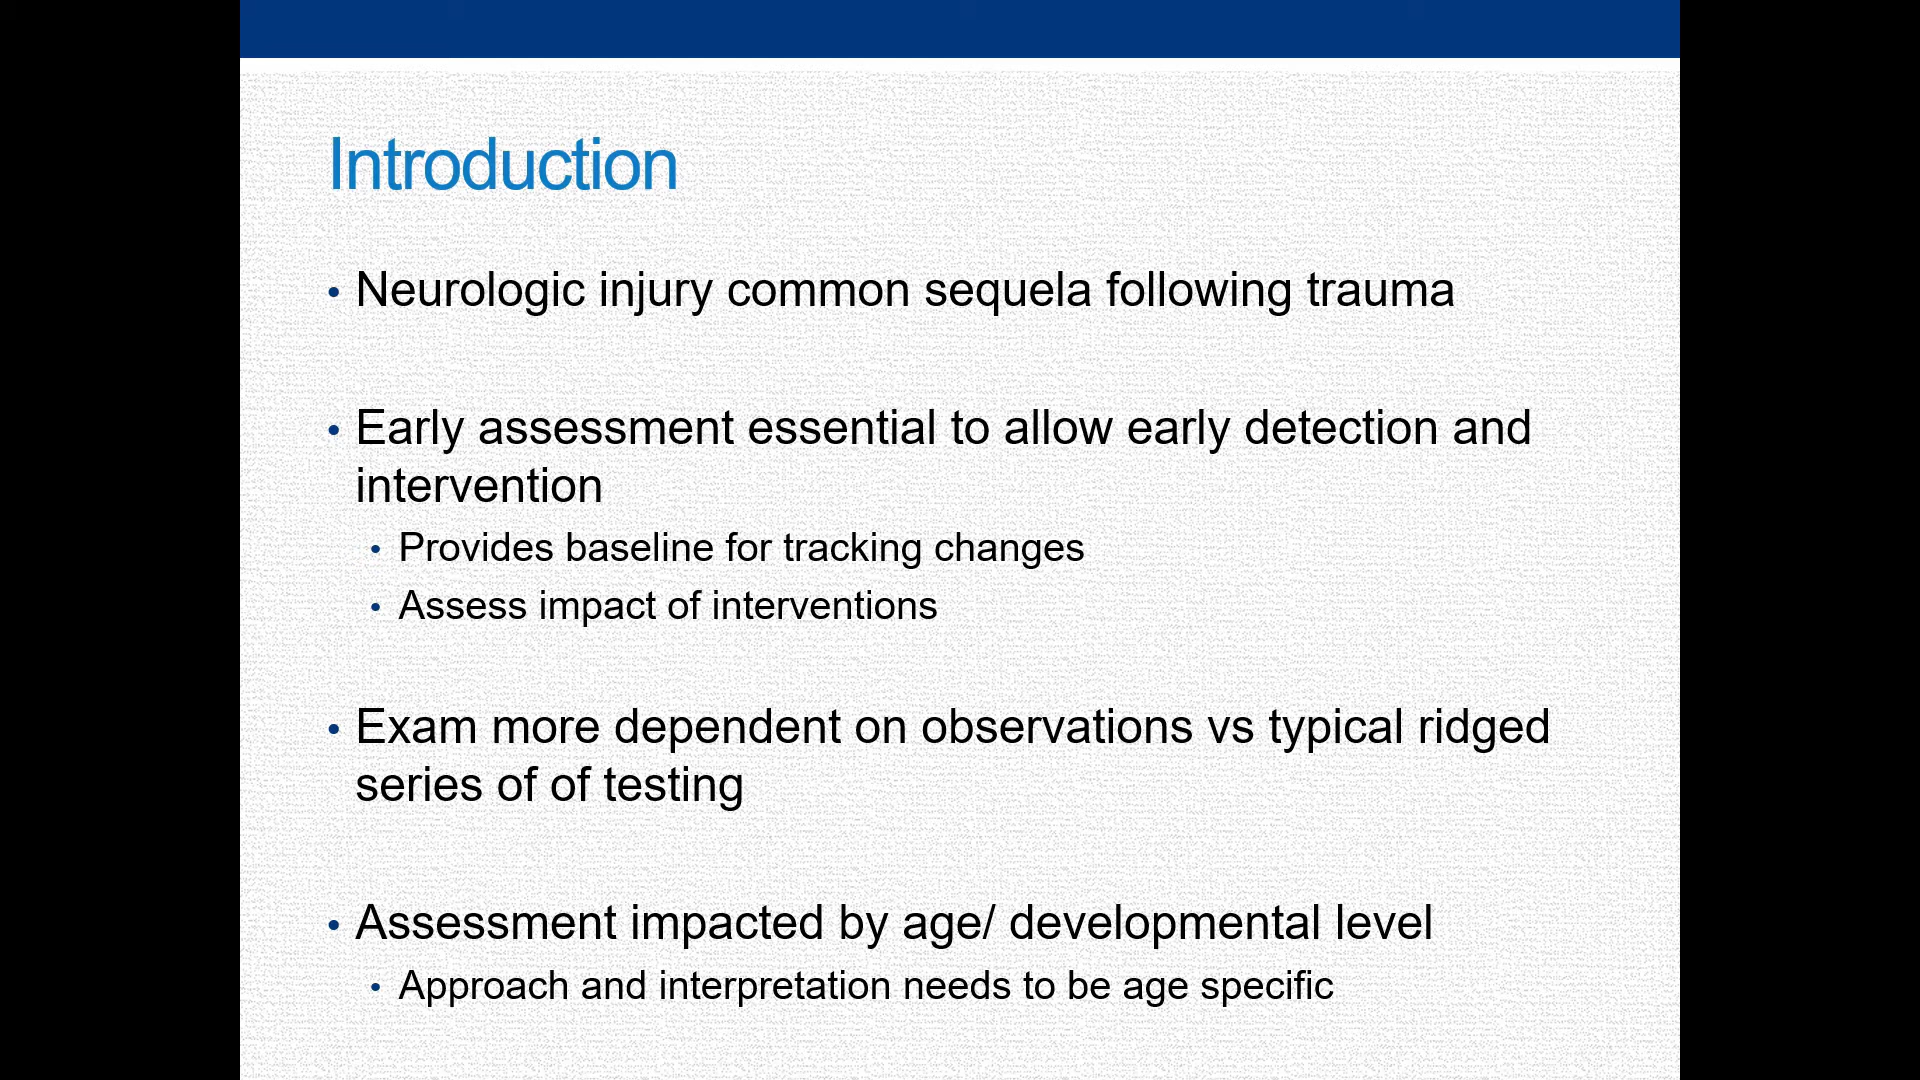 Introduction
• Neurologic injury common sequela following trauma
• Early assessment essential to allow early detection and
intervention
• Provides baseline for tracking changes
• Assess impact of interventions
• Exam more dependent on observations vs typical ridged
series of of testing
• Assessment impacted by age/ developmental level
• Approach and interpretation needs to be age specific